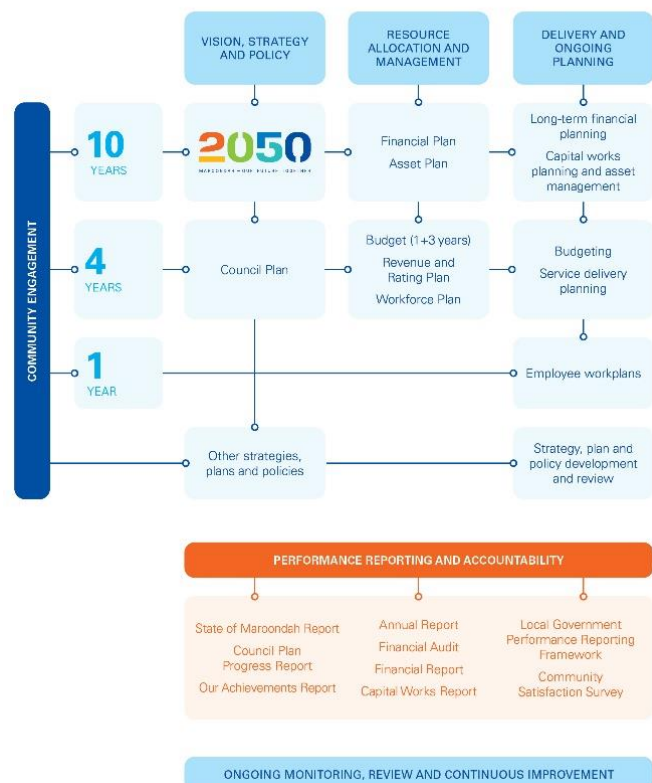 VISION, STRATEGY
AND POLICY
RESOURCE
ALLOCATION AND
MANAGEMENT
DELIVERY AND
ONGOING
PLANNING
COMMUNITY ENGAGEMENT
10
YEARS
2050
MAROONDAH OUR FUTURE TOGETHER
Financial Plan
Asset Plan
Long-term financial
planning
Capital works
planning and asset
management
4
YEARS
Council Plan
Budget (1+3 years)
Revenue and
Rating Plan
Workforce Plan
Budgeting
Service delivery
planning
1
YEAR
Employee workplans
Other strategies,
plans and policies
Strategy, plan and
policy development
and review
PERFORMANCE REPORTING AND ACCOUNTABILITY
State of Maroondah Report
Council Plan
Progress Report
Our Achievements Report
Annual Report
Financial Audit
Financial Report
Capital Works Report
Local Government
Performance Reporting
Framework
Community
Satisfaction Survey
ONGOING MONITORING, REVIEW AND CONTINUOUS IMPROVEMENT